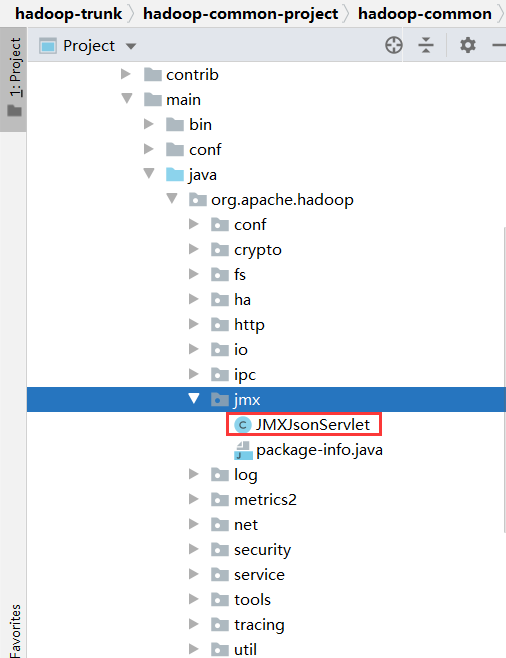 hadoop-trunk hadoop-common-project hadoop-common
1: Project
Project
contrib
main
bin
conf
java
org.apache.hadoop
conf
crypto
fs
ha
http
io
ipc
jmx
C JMXJsonServlet
J package-info.java
log
metrics2
net
security
service
tools
tracing
util
Favorites